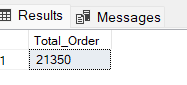 Results Messages
Total_Order
1 21350